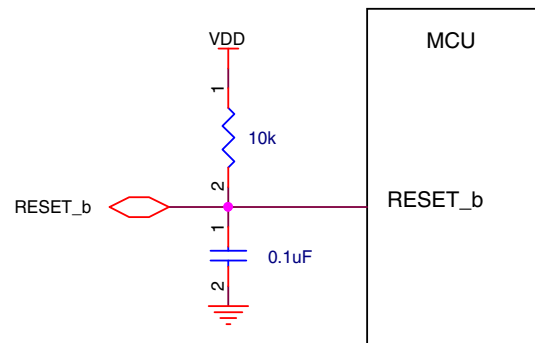 VDD
MCU
1
10k
2
RESET_b
RESET_b
1
0.1uF
2